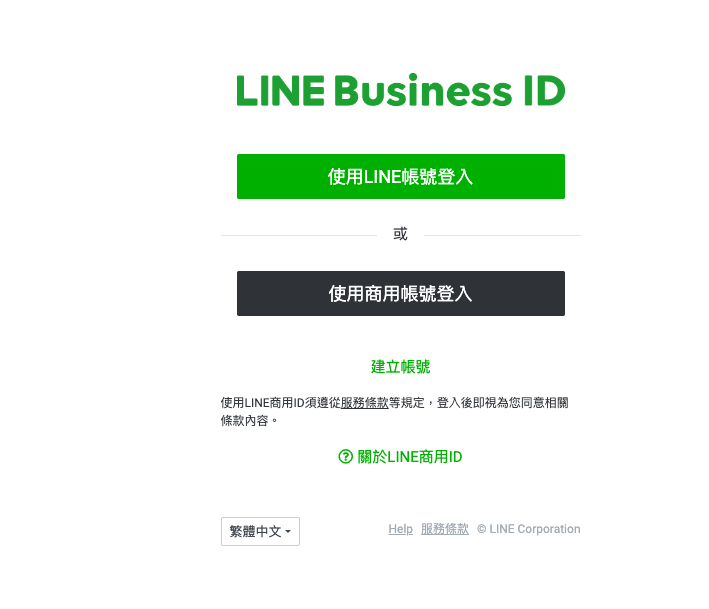 LINE Business ID
使用LINE帳號登入
或
使用商用帳號登入
建立帳號
使用LINE商用ID須遵從服務條款等規定，登入後即視為您同意相關
條款內容。
關於LINE商用ID
繁體中文
Help 服務條款 © LINE Corporation